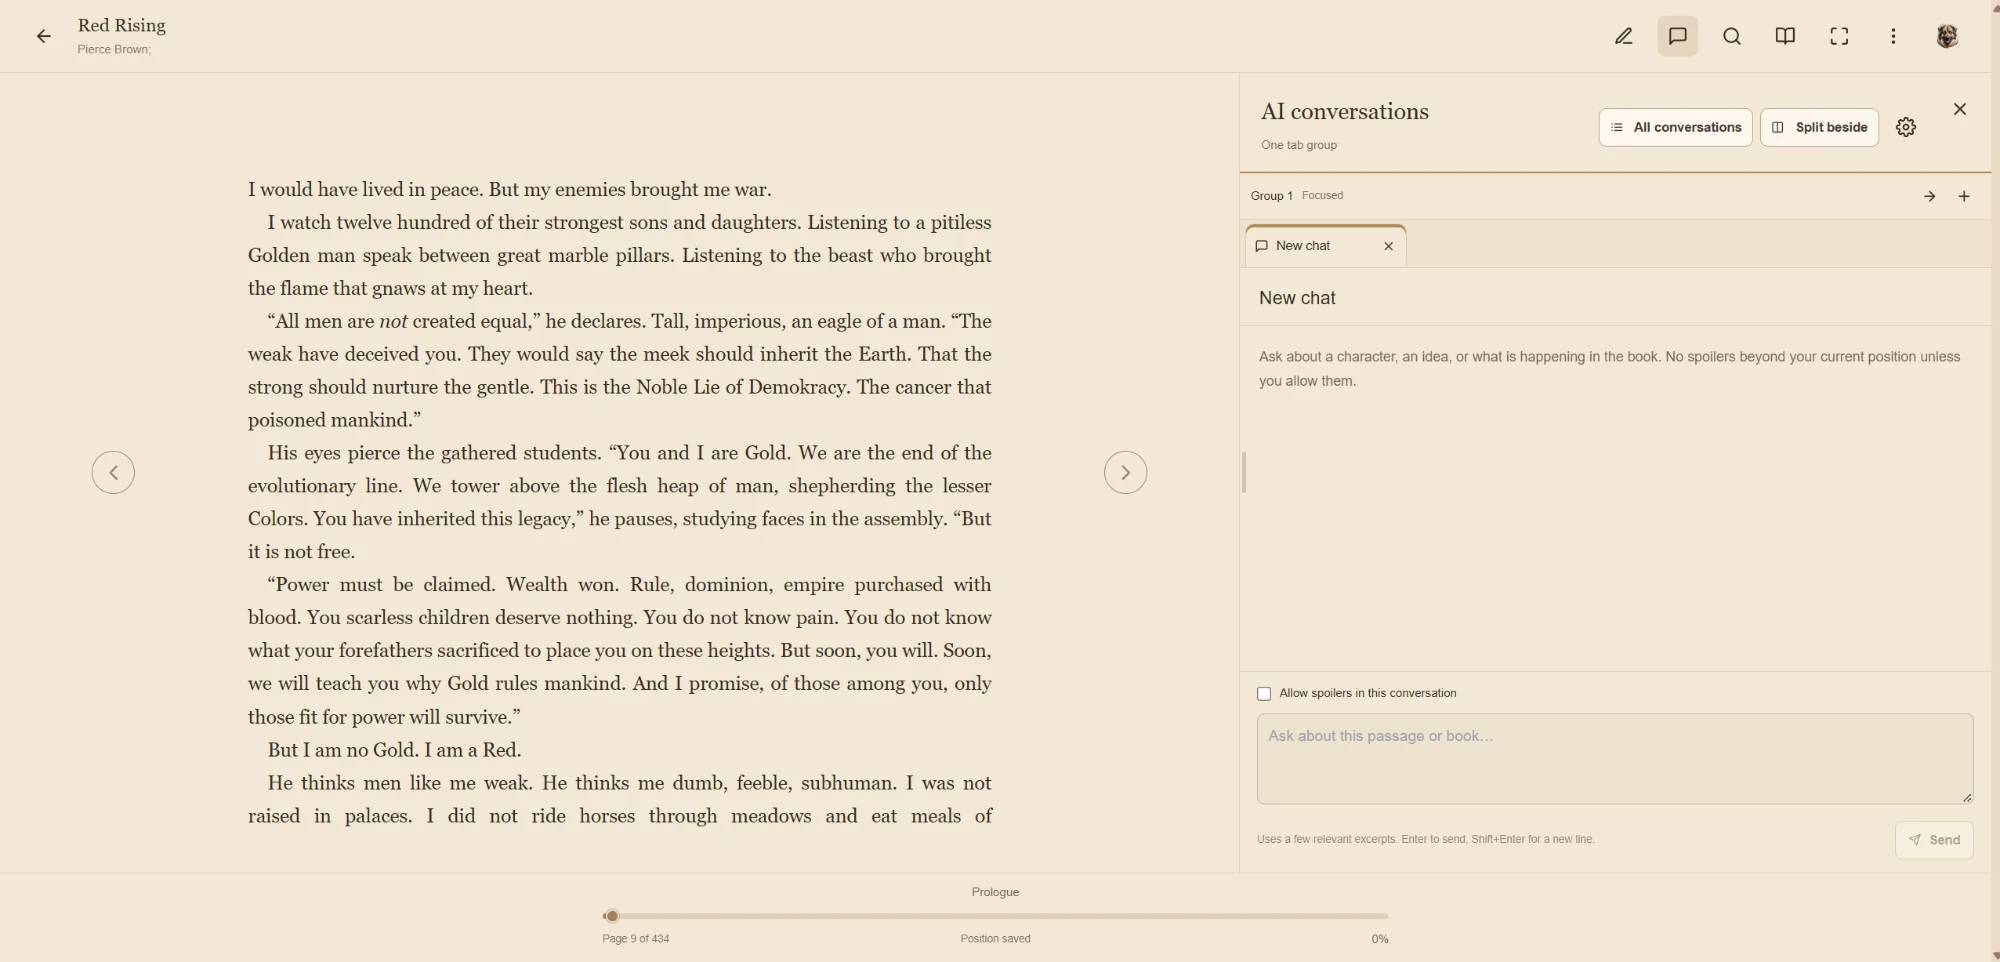 Red Rising
Pierce Brown;
I would have lived in peace. But my enemies brought me war.
I watch twelve hundred of their strongest sons and daughters. Listening to a pitiless
Golden man speak between great marble pillars. Listening to the beast who brought
the flame that gnaws at my heart.
“All men are not created equal,” he declares. Tall, imperious, an eagle of a man. “The
weak have deceived you. They would say the meek should inherit the Earth. That the
strong should nurture the gentle. This is the Noble Lie of Demokracy. The cancer that
poisoned mankind.”
His eyes pierce the gathered students. “You and I are Gold. We are the end of the
evolutionary line. We tower above the flesh heap of man, shepherding the lesser
Colors. You have inherited this legacy,” he pauses, studying faces in the assembly. “But
it is not free.
“Power must be claimed. Wealth won. Rule, dominion, empire purchased with
blood. You scarless children deserve nothing. You do not know pain. You do not know
what your forefathers sacrificed to place you on these heights. But soon, you will. Soon,
we will teach you why Gold rules mankind. And I promise, of those among you, only
those fit for power will survive.”
But I am no Gold. I am a Red.
He thinks men like me weak. He thinks me dumb, feeble, subhuman. I was not
raised in palaces. I did not ride horses through meadows and eat meals of
AI conversations
One tab group
All conversations
Split beside
Group 1 Focused
New chat
New chat
Ask about a character, an idea, or what is happening in the book. No spoilers beyond your current position unless
you allow them.
Allow spoilers in this conversation
Ask about this passage or book…
Uses a few relevant excerpts. Enter to send, Shift+Enter for a new line.
Send
Prologue
Page 9 of 434
Position saved
0%